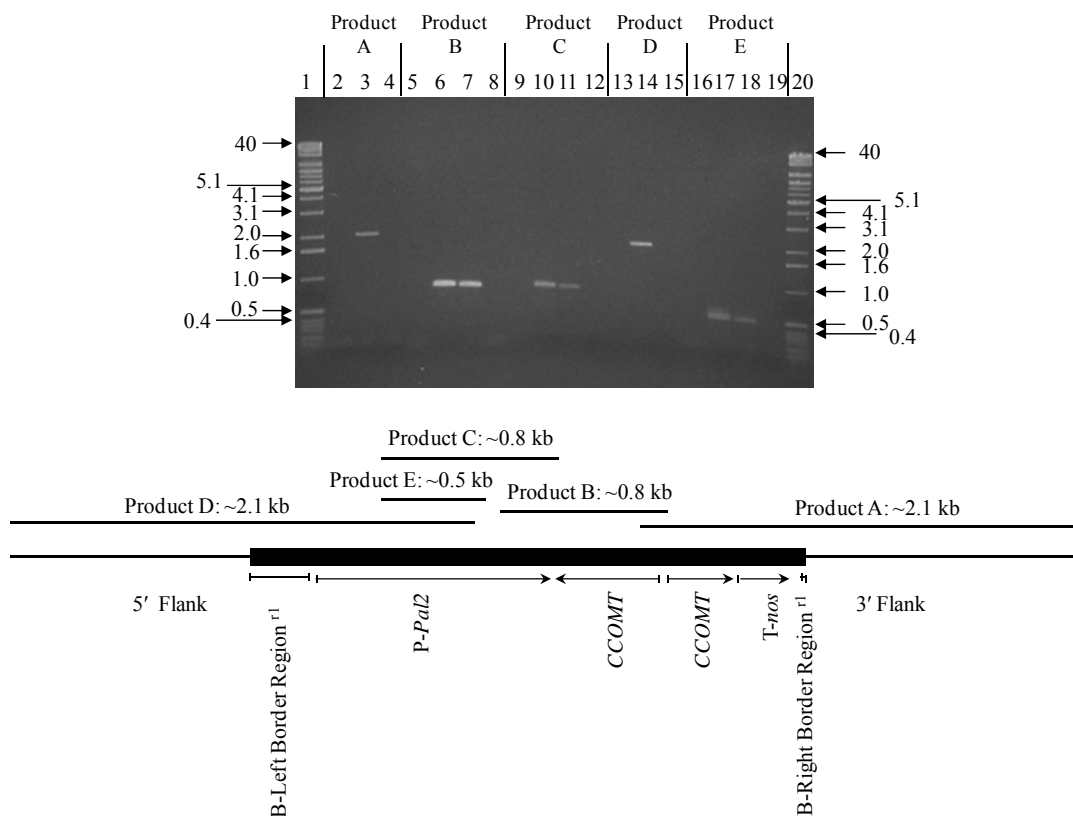 Product A
Product B
Product C
Product D
Product E
1 2 3 4 5 6 7 8 9 10 11 12 13 14 15 16 17 18 19 20
40
5.1
4.1
3.1
2.0
1.6
1.0
0.5
0.4
40
5.1
4.1
3.1
2.0
1.6
1.0
0.5
0.4
Product C: ~0.8 kb
Product E: ~0.5 kb
Product B: ~0.8 kb
Product D: ~2.1 kb
Product A: ~2.1 kb
5′ Flank
3′ Flank
B-Left Border Region r1
P-Pal2
CCOMT
CCOMT
T-nos
B-Right Border Region r1